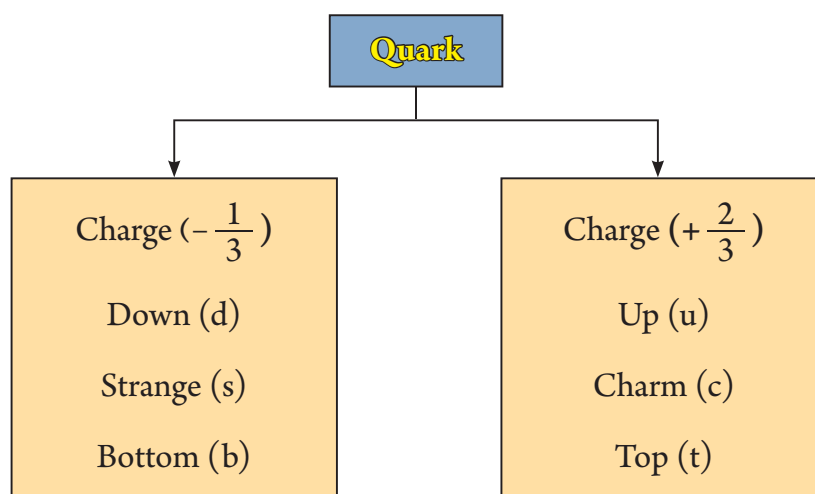 Quark
Charge (– 1/3)
Down (d)
Strange (s)
Bottom (b)
Charge (+ 2/3)
Up (u)
Charm (c)
Top (t)